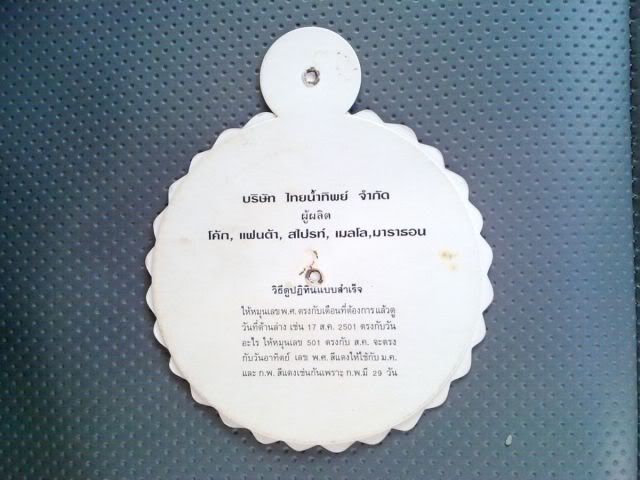 บริษัท ไทยน้ำทิพย์ จำกัด
ผู้ผลิต
โค้ก, แฟนต้า, สไปรท์, เมลโล,มาราธอน
วิธีดูปฏิทินแบบสำเร็จ
ให้หมุนเลข พ.ศ. ตรงกับเดือนที่ต้องการ แล้วดู
วันที่ด้านล่าง เช่น 17 ส.ค. 2501 ตรงกับวัน
อะไร ให้หมุนเลข 501 ตรงกับ ส.ค. จะตรง
กับวันอาทิตย์ เลข พ.ศ. สีแดงให้ใช้กับ ม.ค.
และ ก.พ. สีแดงเช่นกันเพราะ ก.พ.มี 29 วัน